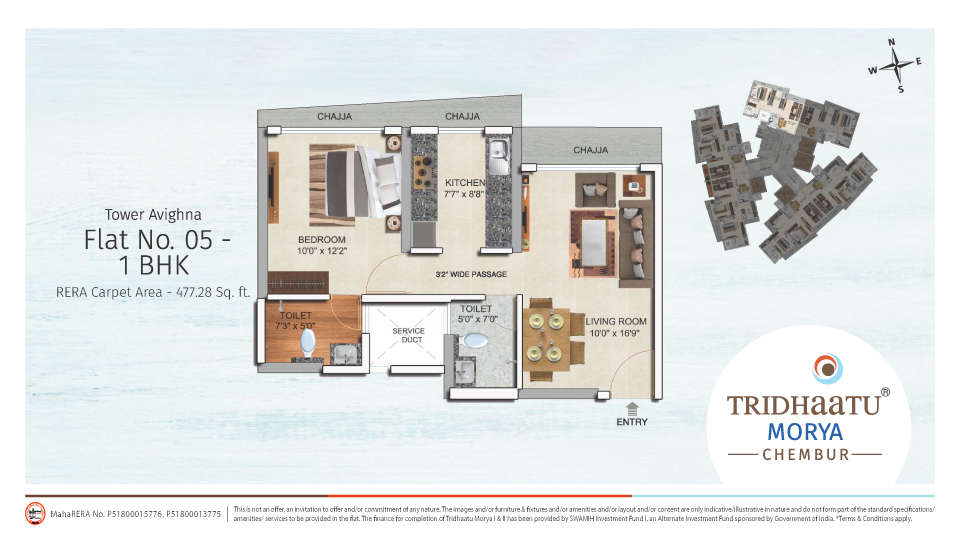 N
W E
S
CHAJJA
CHAJJA
CHAJJA
KITCHEN
7'7" x 8'8"
Tower Avighna
Flat No. 05 -
1 BHK
RERA Carpet Area - 477.28 Sq. ft.
BEDROOM
10'0" x 12'2"
3'2" WIDE PASSAGE
TOILET
7'3" x 5'0"
SERVICE
DUCT
TOILET
5'0" x 7'0"
LIVING ROOM
10'0" x 16'9"
ENTRY
TRIDHaaTU®
MORYA
CHEMBUR
MahaRERA No. P51800015776, P51800013775
This is not an offer, an invitation to offer and/or commitment of any nature. The images and/or furniture & fixtures and/or amenities and/or layout and/or content are only indicative/illustrative in nature and do not form part of the standard specifications/
amenities/ services to be provided in the flat. The finance for completion of Tridhaatu Morya I & II has been provided by SWAMIH Investment Fund I, an Alternate Investment Fund sponsored by Government of India. *Terms & Conditions apply.